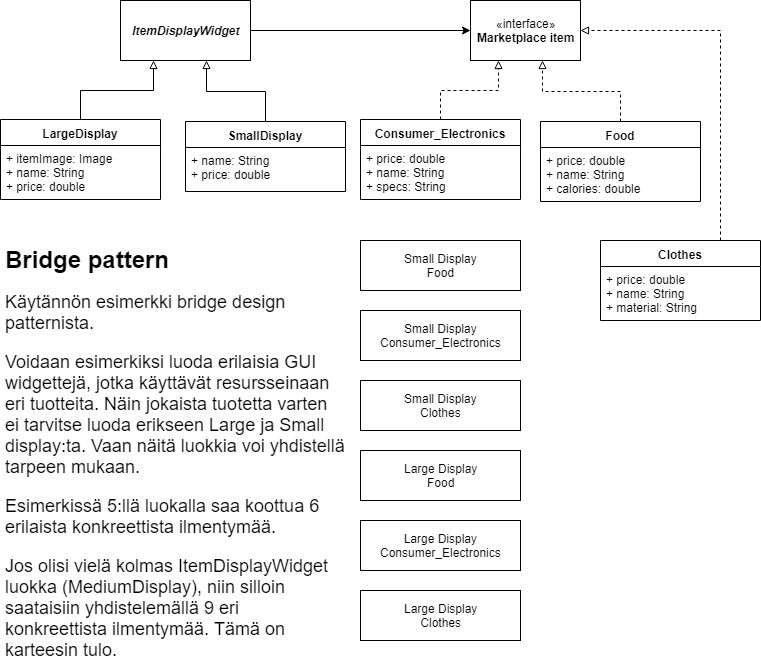 ItemDisplayWidget
«interface»
Marketplace item
LargeDisplay
+ itemImage: Image
+ name: String
+ price: double
SmallDisplay
+ name: String
+ price: double
Consumer_Electronics
+ price: double
+ name: String
+ specs: String
Food
+ price: double
+ name: String
+ calories: double
Clothes
+ price: double
+ name: String
+ material: String
Bridge pattern
Käytännön esimerkki bridge design
patternista.
Voidaan esimerkiksi luoda erilaisia GUI
widgettejä, jotka käyttävät resursseinaan
eri tuotteita. Näin jokaista tuotetta varten
ei tarvitse luoda erikseen Large ja Small
display:ta. Vaan näitä luokkia voi yhdistellä
tarpeen mukaan.
Esimerkissä 5:llä luokalla saa koottua 6
erilaista konkreettista ilmentymää.
Jos olisi vielä kolmas ItemDisplayWidget
luokka (MediumDisplay), niin silloin
saataisiin yhdistelemällä 9 eri
konkreettista ilmentymää. Tämä on
karteesin tulo.
Small Display
Food
Small Display
Consumer_Electronics
Small Display
Clothes
Large Display
Food
Large Display
Consumer_Electronics
Large Display
Clothes